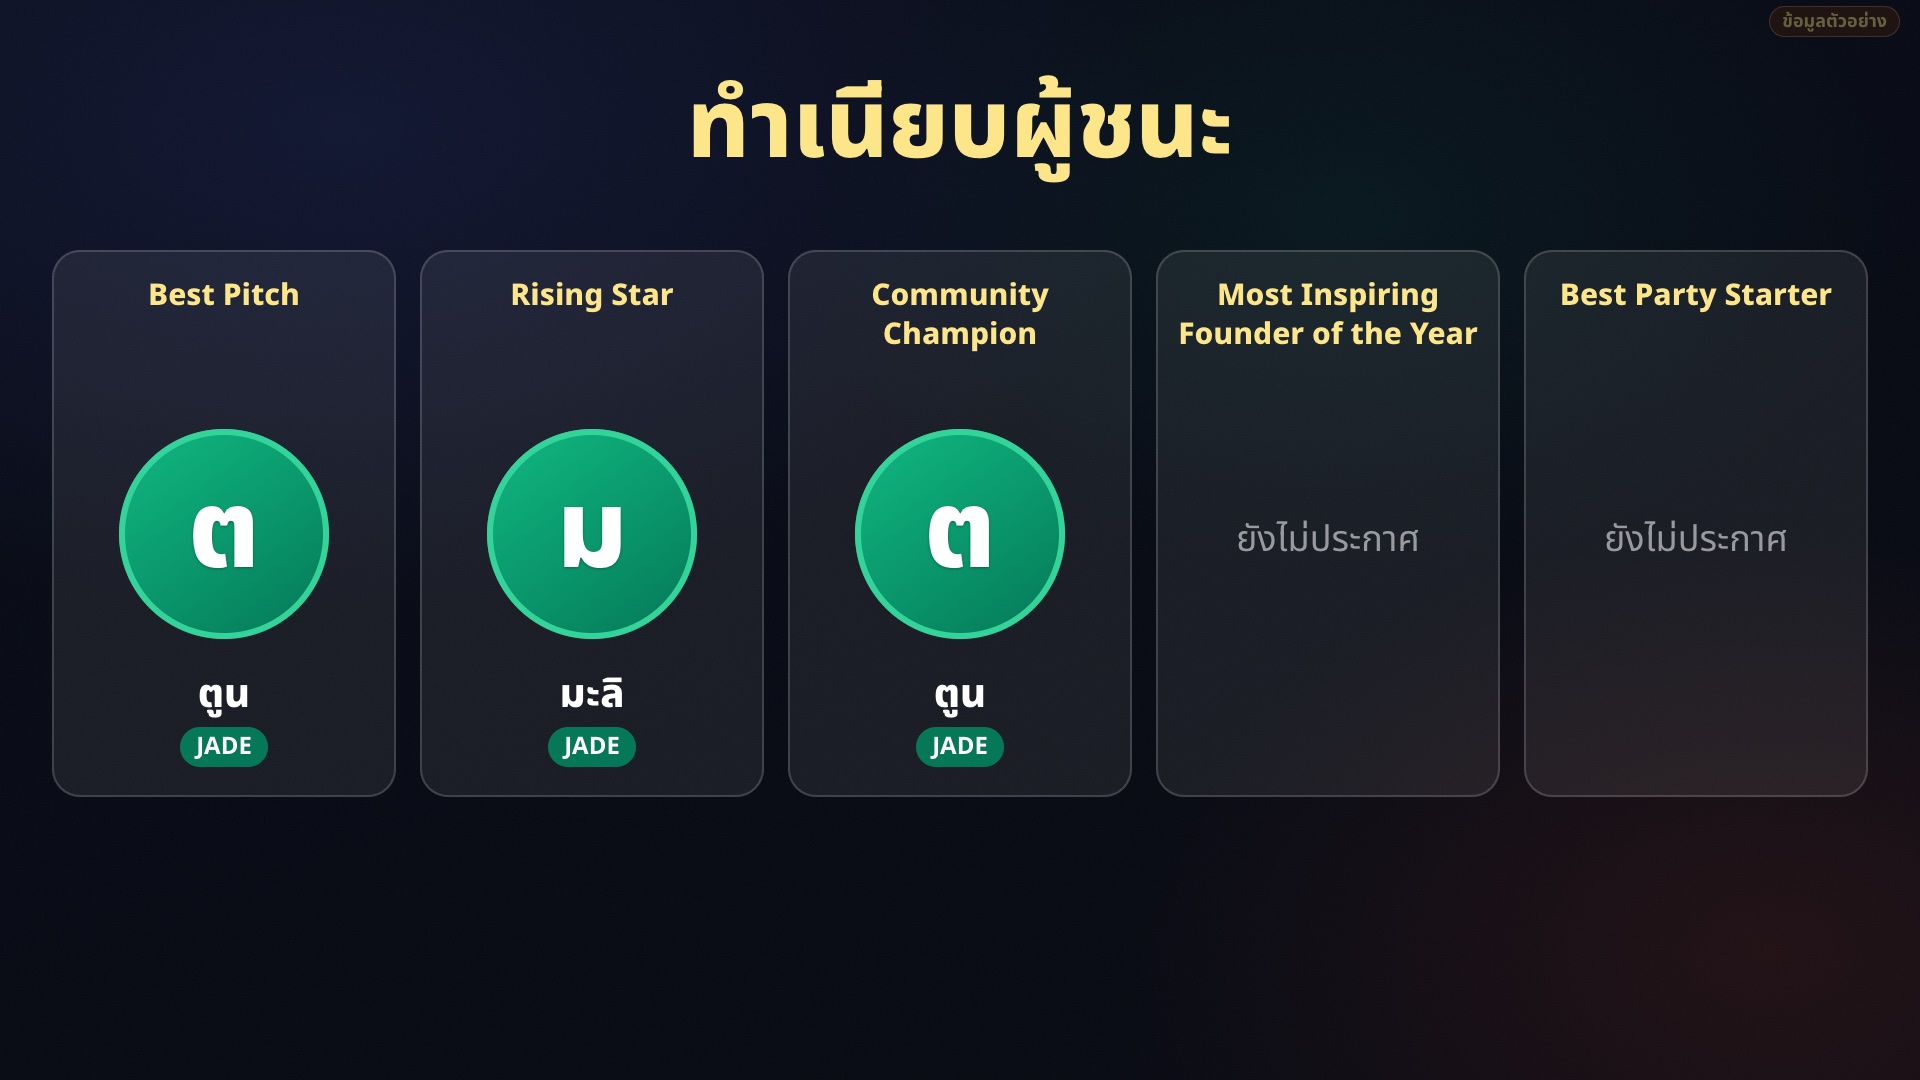 ข้อมูลตัวอย่าง
ทำเนียบผู้ชนะ
Best Pitch
ต
ตูน
JADE
Rising Star
ม
มะลิ
JADE
Community
Champion
ต
ตูน
JADE
Most Inspiring
Founder of the Year
ยังไม่ประกาศ
Best Party Starter
ยังไม่ประกาศ